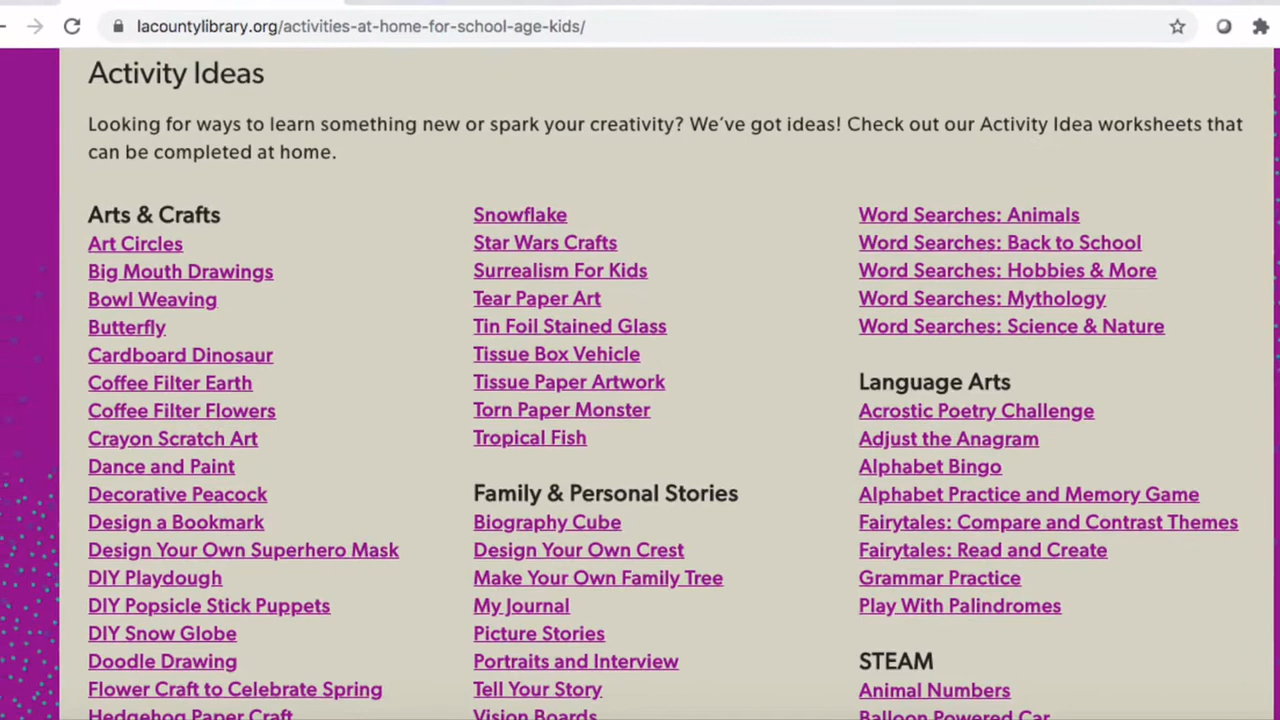 lacountylibrary.org/activities-at-home-for-school-age-kids/
Activity Ideas
Looking for ways to learn something new or spark your creativity? We've got ideas! Check out our Activity Idea worksheets that
can be completed at home.
Arts & Crafts
Art Circles
Big Mouth Drawings
Bowl Weaving
Butterfly
Cardboard Dinosaur
Coffee Filter Earth
Coffee Filter Flowers
Crayon Scratch Art
Dance and Paint
Decorative Peacock
Design a Bookmark
Design Your Own Superhero Mask
DIY Playdough
DIY Popsicle Stick Puppets
DIY Snow Globe
Doodle Drawing
Flower Craft to Celebrate Spring
Hedgehog Paper Craft
Snowflake
Star Wars Crafts
Surrealism For Kids
Tear Paper Art
Tin Foil Stained Glass
Tissue Box Vehicle
Tissue Paper Artwork
Torn Paper Monster
Tropical Fish
Family & Personal Stories
Biography Cube
Design Your Own Crest
Make Your Own Family Tree
My Journal
Picture Stories
Portraits and Interview
Tell Your Story
Vision Boards
Word Searches: Animals
Word Searches: Back to School
Word Searches: Hobbies & More
Word Searches: Mythology
Word Searches: Science & Nature
Language Arts
Acrostic Poetry Challenge
Adjust the Anagram
Alphabet Bingo
Alphabet Practice and Memory Game
Fairytales: Compare and Contrast Themes
Fairytales: Read and Create
Grammar Practice
Play With Palindromes
STEAM
Animal Numbers
Balloon Powered Car